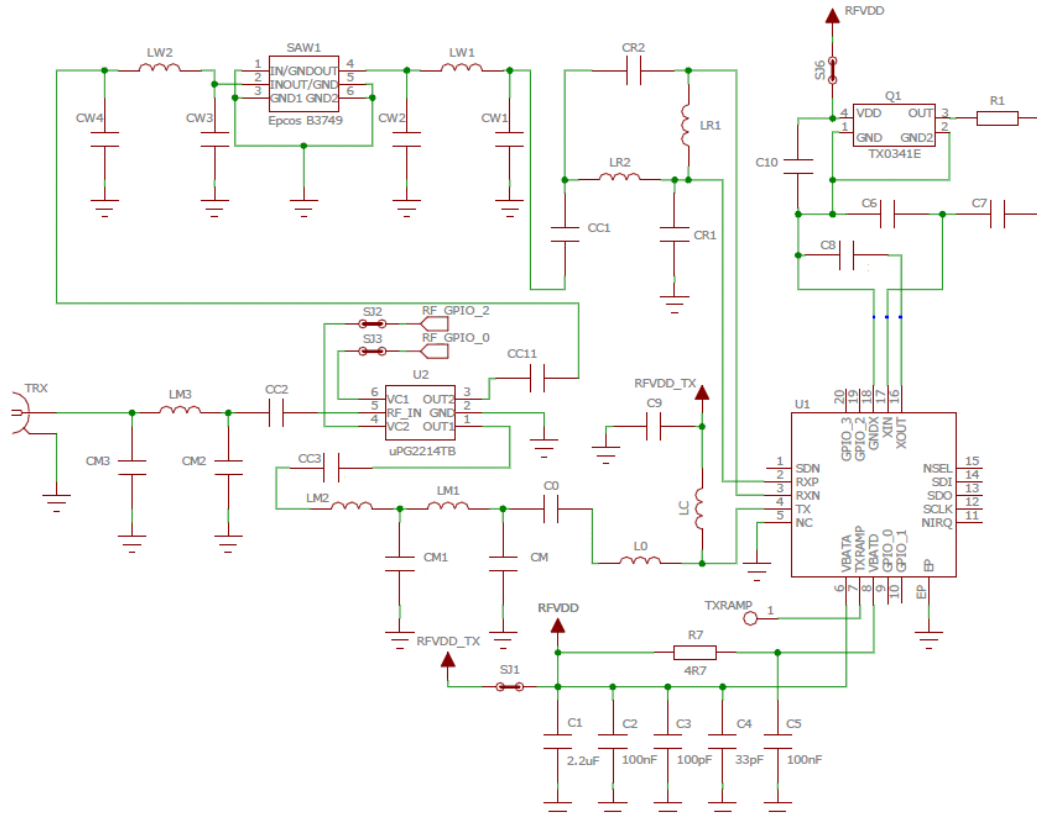 RFVDD
SAW1
LW2
LW1
CR2
SJ6
Q1
1 IN/GND OUT 4
2 IN OUT/GND 5
3 GND1 GND2 6
Epcos B3749
4 VDD OUT 3
1 GND GND2 2
TX0341E
R1
CW4
CW3
CW2
CW1
LR1
C10
LR2
CC1
CR1
C6
C7
C8
SJ2
RF_GPIO_2
SJ3
RF_GPIO_0
U2
CC11
6 VC1 OUT2 3
5 RF_IN GND 2
4 VC2 OUT1 1
uPG2214TB
TRX
LM3
CC2
CM3
CM2
CC3
RFVDD_TX
C9
LM2
LM1
C0
LC
L0
CM1
CM
U1
20 19 18 17 16
GPIO_3 GPIO_2 GNDX XIN XOUT
1 SDN NSEL 15
2 RXP SDI 14
3 RXN SDO 13
4 TX SCLK 12
5 NC NIRQ 11
VBATA TXRAMP VBATD GPIO_0 GPIO_1 EP
6 7 8 9 10 EP
TXRAMP 1
RFVDD
RFVDD_TX
R7
4R7
SJ1
C1
2.2uF
C2
100nF
C3
100pF
C4
33pF
C5
100nF